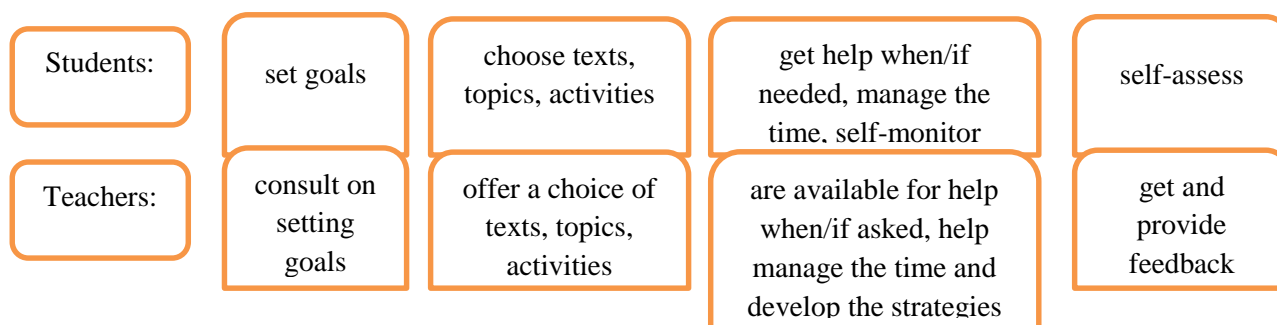 Students:
set goals
choose texts,
topics, activities
get help when/if
needed, manage the
time, self-monitor
self-assess
Teachers:
consult on
setting
goals
offer a choice of
texts, topics,
activities
are available for help
when/if asked, help
manage the time and
develop the strategies
get and
provide
feedback